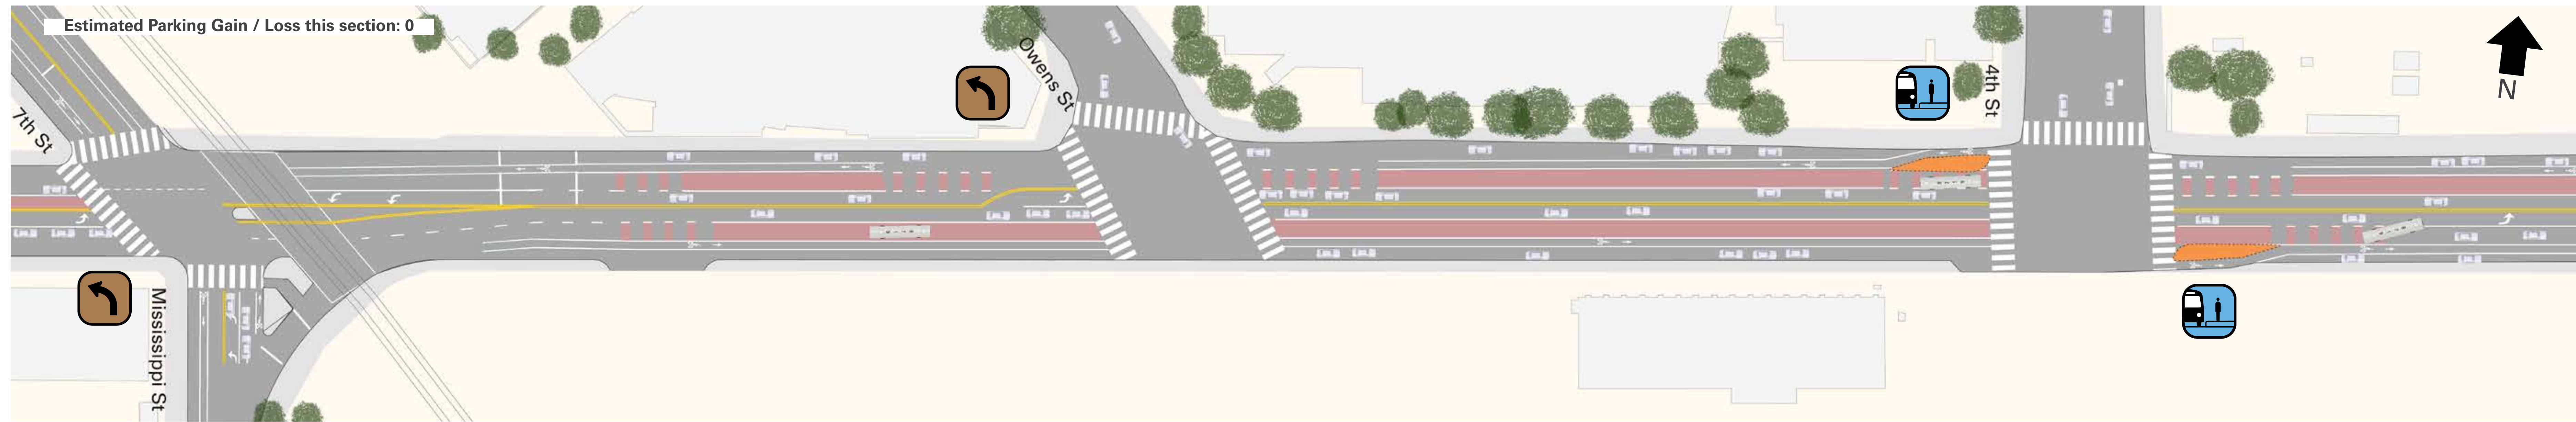 Estimated Parking Gain / Loss this section: 0
7th St
Owens St
4th St
N
Mississippi St